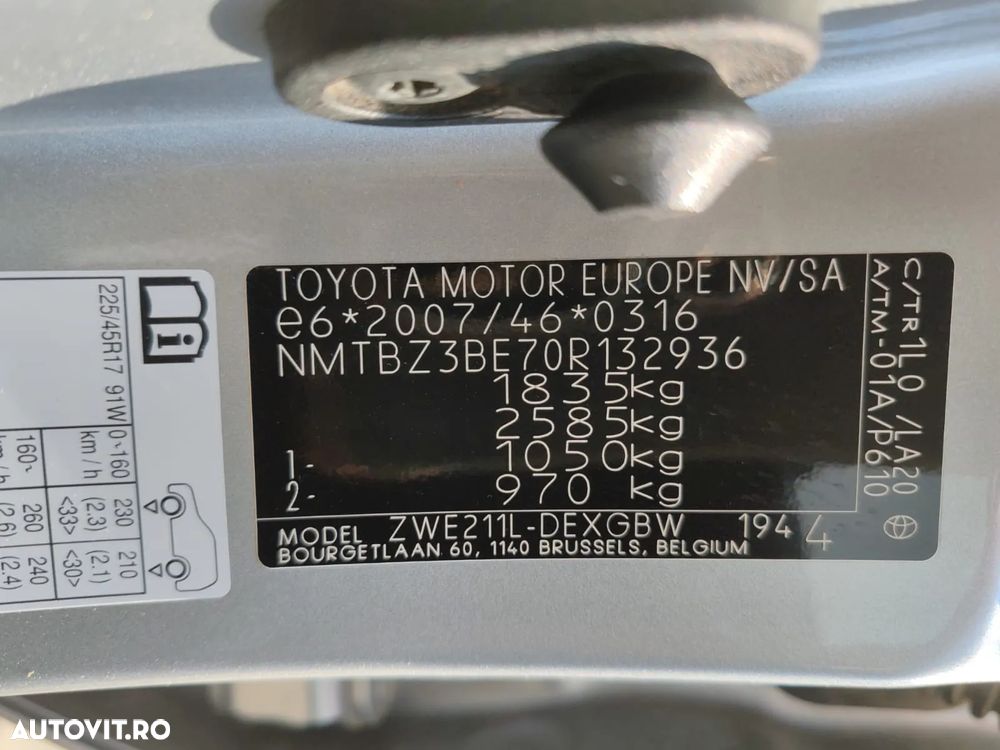 TOYOTA MOTOR EUROPE NV/SA
e6*2007/46*0316
NMTBZ3BE70R132936
1835kg
2585kg
1- 1050kg
2- 970 kg
MODEL ZWE211L-DEXGBW 1944
BOURGETLAAN 60, 1140 BRUSSELS, BELGIUM
C/TR 1L0 /LA20
A/TM-01A/P610
225/45R17 91W
0~160 km/h
230 (2.3) <33>
210 (2.1) <30>
160~
260 (2.6)
240 (2.4)
AUTOVIT.RO